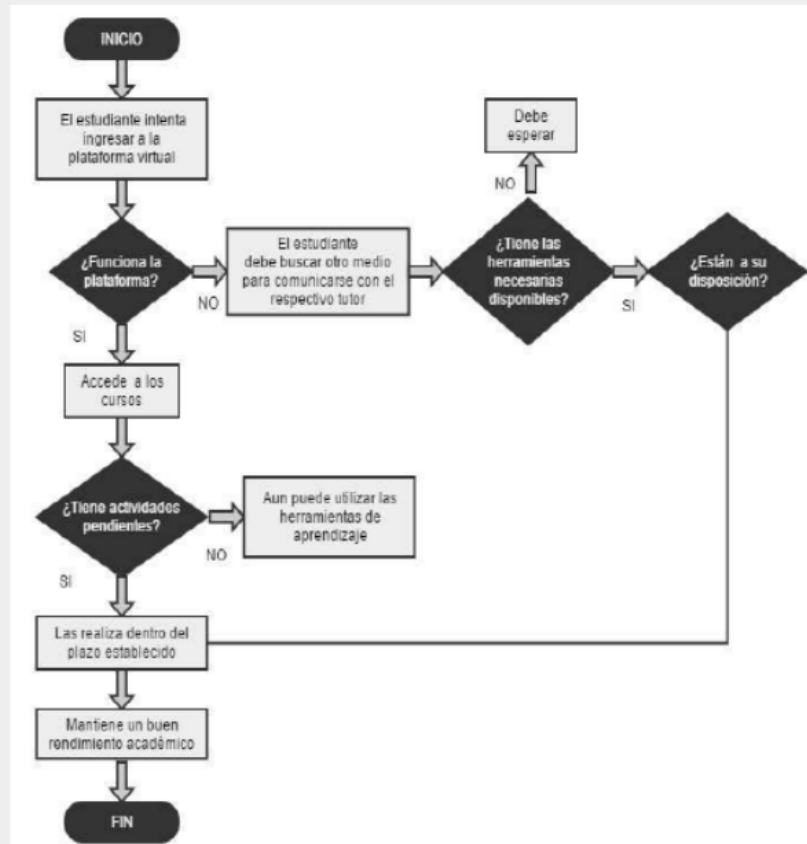 INICIO
El estudiante intenta
ingresar a la
plataforma virtual
Debe
esperar
NO
¿Funciona la
plataforma?
NO
El estudiante
debe buscar otro medio
para comunicarse con el
respectivo tutor
¿Tiene las
herramientas
necesarias
disponibles?
SI
¿Están a su
disposición?
SI
Accede a los
cursos
¿Tiene actividades
pendientes?
NO
Aun puede utilizar las
herramientas de
aprendizaje
SI
Las realiza dentro del
plazo establecido
Mantiene un buen
rendimiento académico
FIN